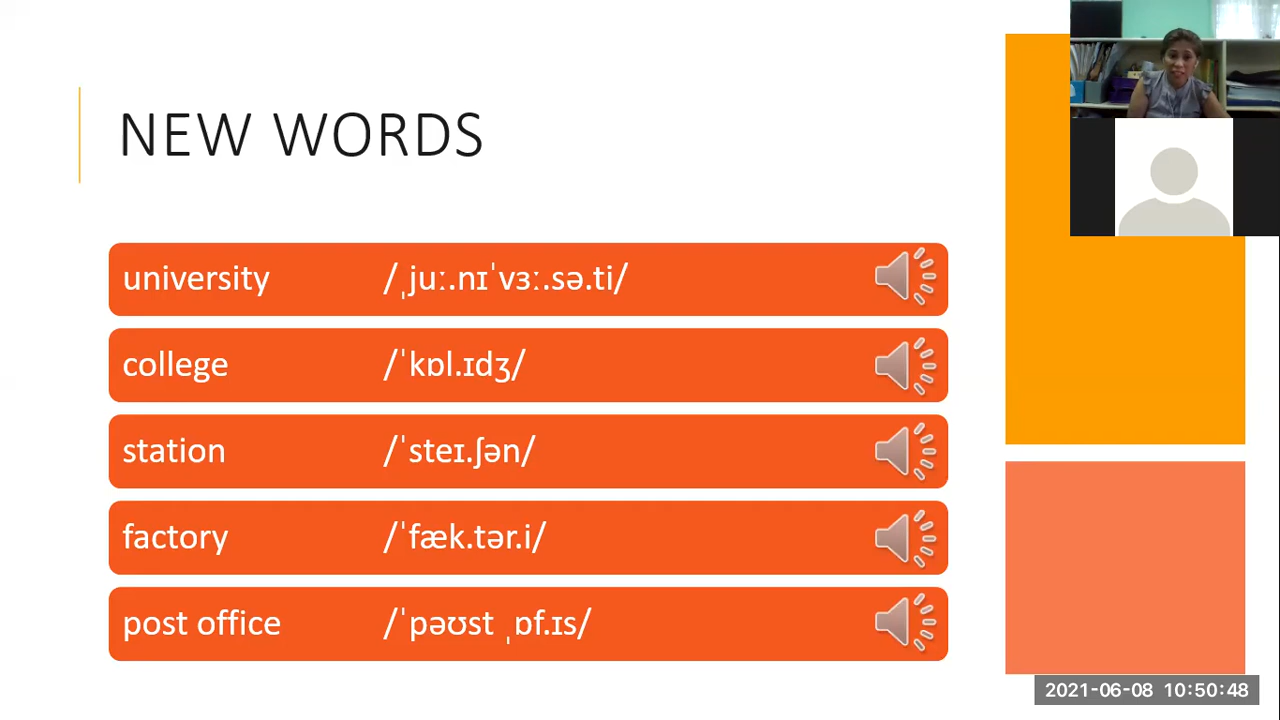 NEW WORDS
university /ˌjuː.nɪˈvɜː.sə.ti/
college /ˈkɒl.ɪdʒ/
station /ˈsteɪ.ʃən/
factory /ˈfæk.tər.i/
post office /ˈpəʊst ˌɒf.ɪs/
2021-06-08 10:50:48